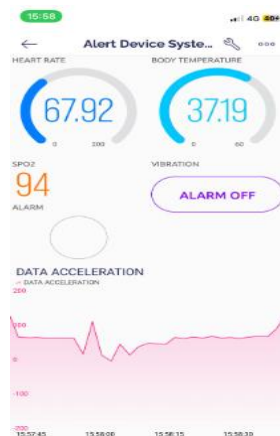 15:58
4G
← Alert Device Syste...
HEART RATE BODY TEMPERATURE
67.92 37.19
0 200 0 60
SPO2 VIBRATION
94 ALARM OFF
ALARM
DATA ACCELERATION
DATA ACCELERATION
200
100
0
-100
-200
15:57:45 15:58:00 15:58:15 15:58:30